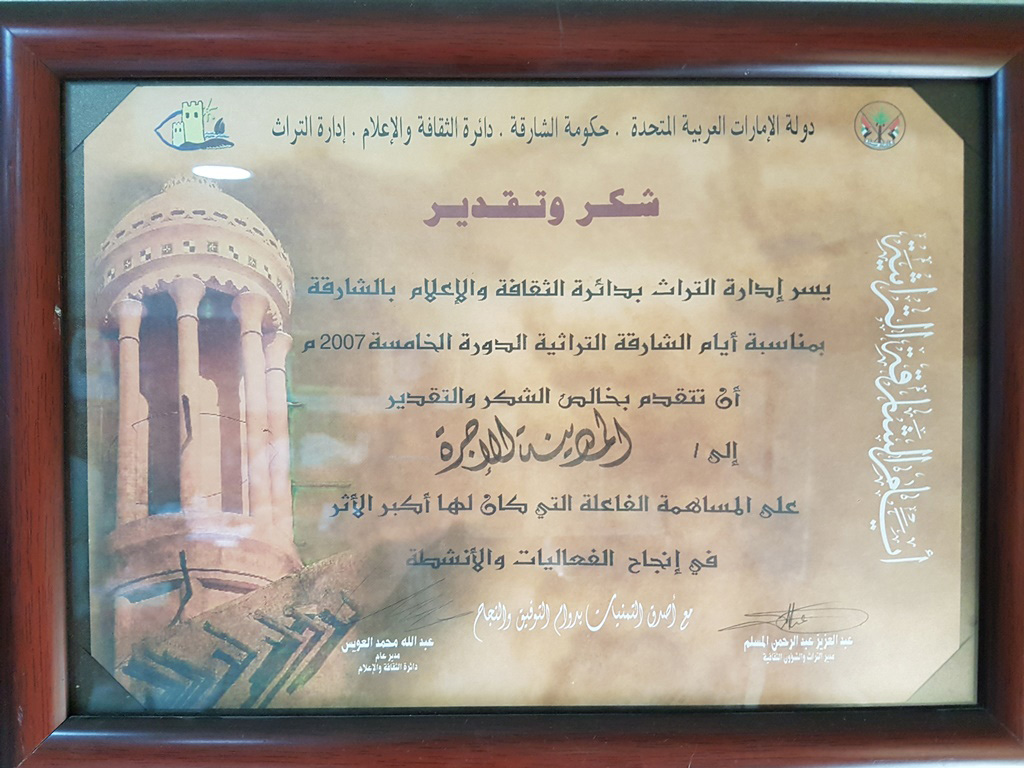 دولة الإمارات العربية المتحدة . حكومة الشارقة . دائرة الثقافة والإعلام . إدارة التراث
شكر وتقدير
يسر إدارة التراث بدائرة الثقافة والإعلام بالشارقة
بمناسبة أيام الشارقة التراثية الدورة الخامسة 2007 م
أن تتقدم بخالص الشكر والتقدير
إلى / المدينة الأجرة
على المساهمة الفاعلة التي كان لها أكبر الأثر
في إنجاح الفعاليات والأنشطة
مع أصدق التمنيات بدوام التوفيق والنجاح
عبد العزيز عبد الرحمن المسلم
مدير التراث والشؤون الثقافية
عبد الله محمد العويس
مدير عام
دائرة الثقافة والإعلام
أيام الشارقة التراثية